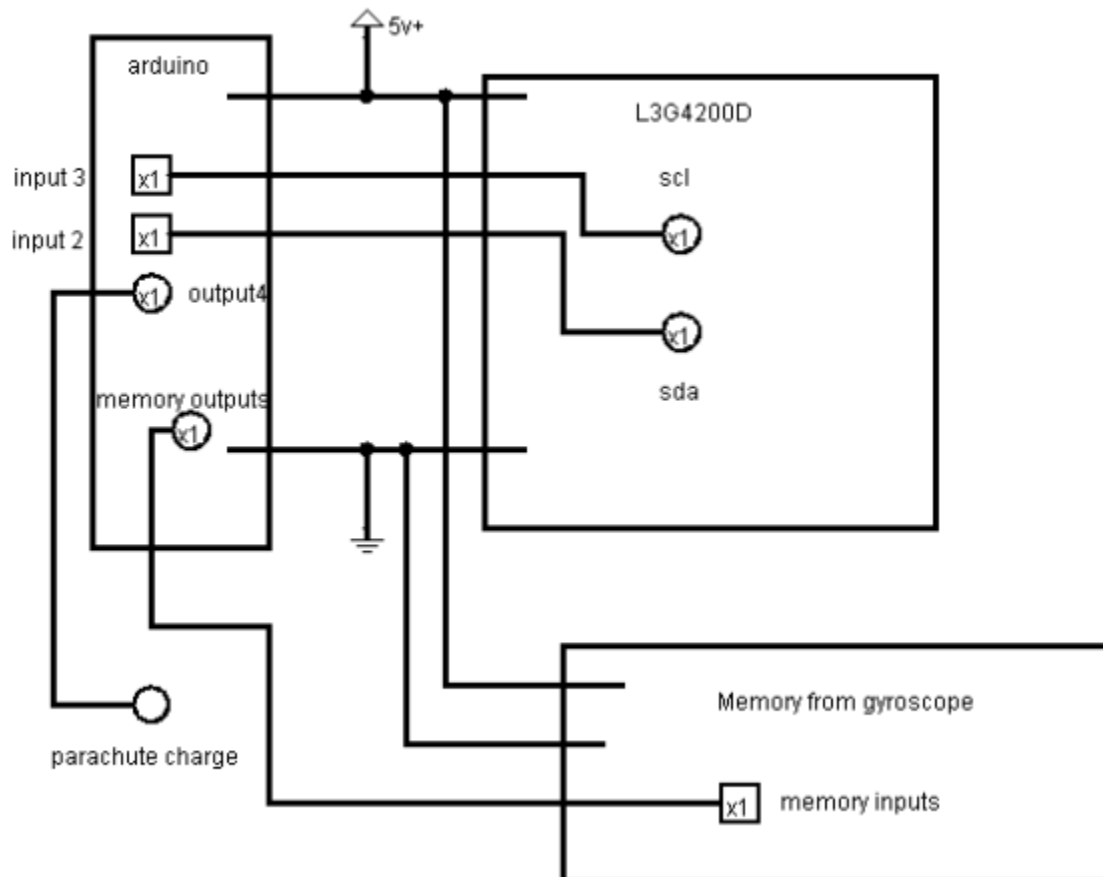 5v+
arduino
L3G4200D
input 3
x1
scl
input 2
x1
x1
x1
output4
x1
sda
memory outputs
x1
Memory from gyroscope
parachute charge
x1
memory inputs